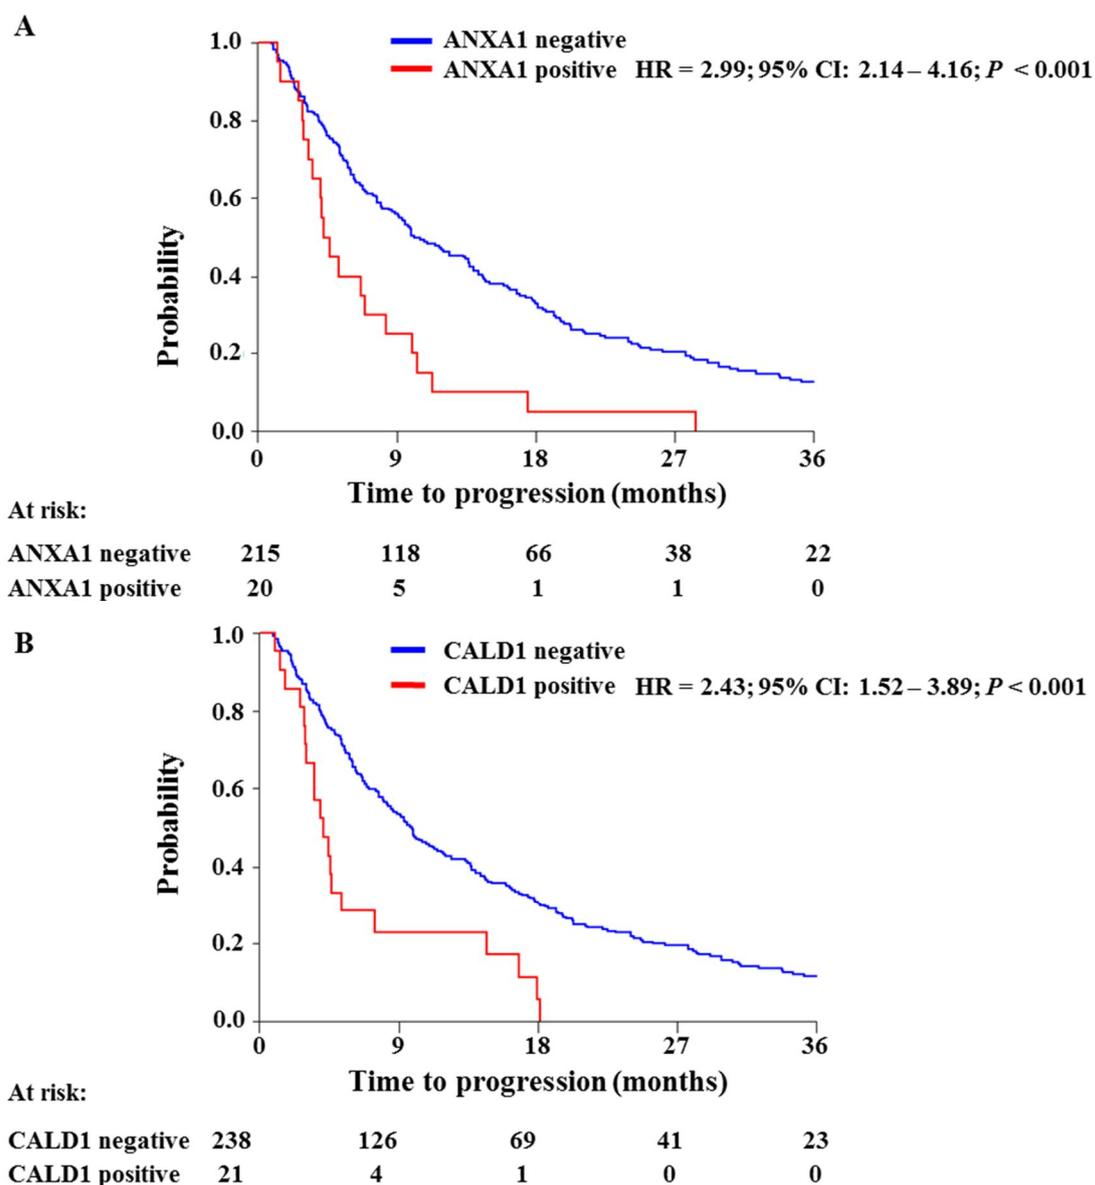 A
ANXA1 negative
ANXA1 positive HR = 2.99; 95% CI: 2.14 – 4.16; P < 0.001
1.0
0.8
0.6
0.4
0.2
0.0
Probability
0 9 18 27 36
Time to progression (months)
At risk:
ANXA1 negative 215 118 66 38 22
ANXA1 positive 20 5 1 1 0
B
CALD1 negative
CALD1 positive HR = 2.43; 95% CI: 1.52 – 3.89; P < 0.001
1.0
0.8
0.6
0.4
0.2
0.0
Probability
0 9 18 27 36
Time to progression (months)
At risk:
CALD1 negative 238 126 69 41 23
CALD1 positive 21 4 1 0 0